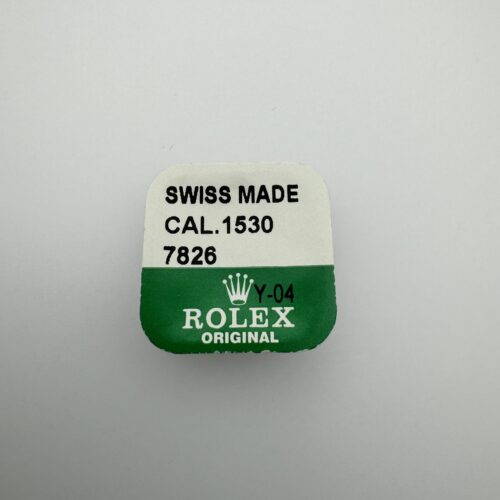 SWISS MADE
CAL.1530
7826
Y-04
ROLEX
ORIGINAL